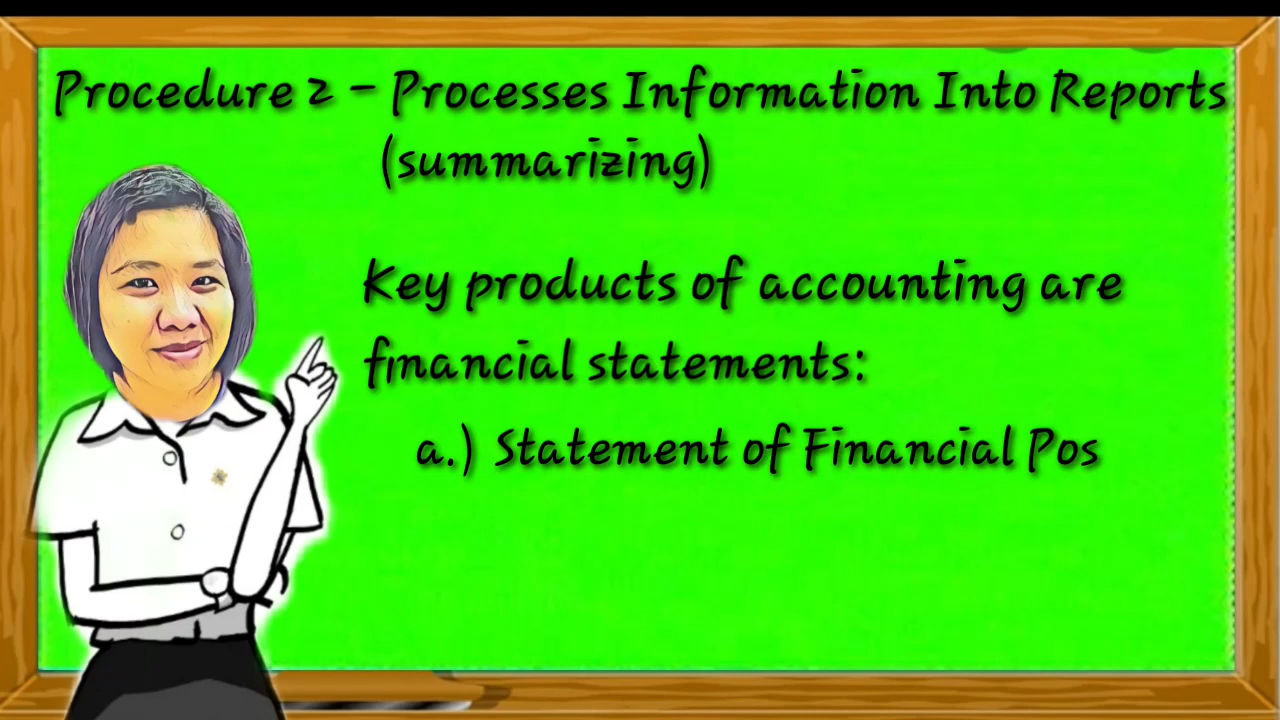 Procedure 2 - Processes Information Into Reports
(summarizing)
Key products of accounting are
financial statements:
a.) Statement of Financial Pos